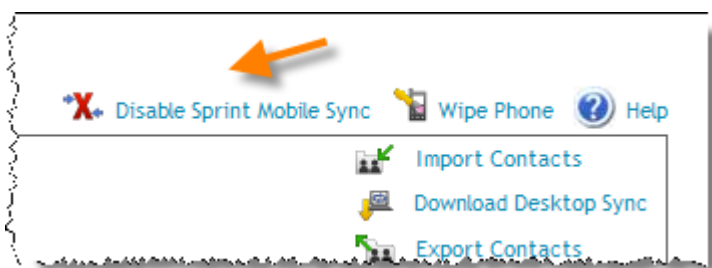 Disable Sprint Mobile Sync Wipe Phone Help
Import Contacts
Download Desktop Sync
Export Contacts